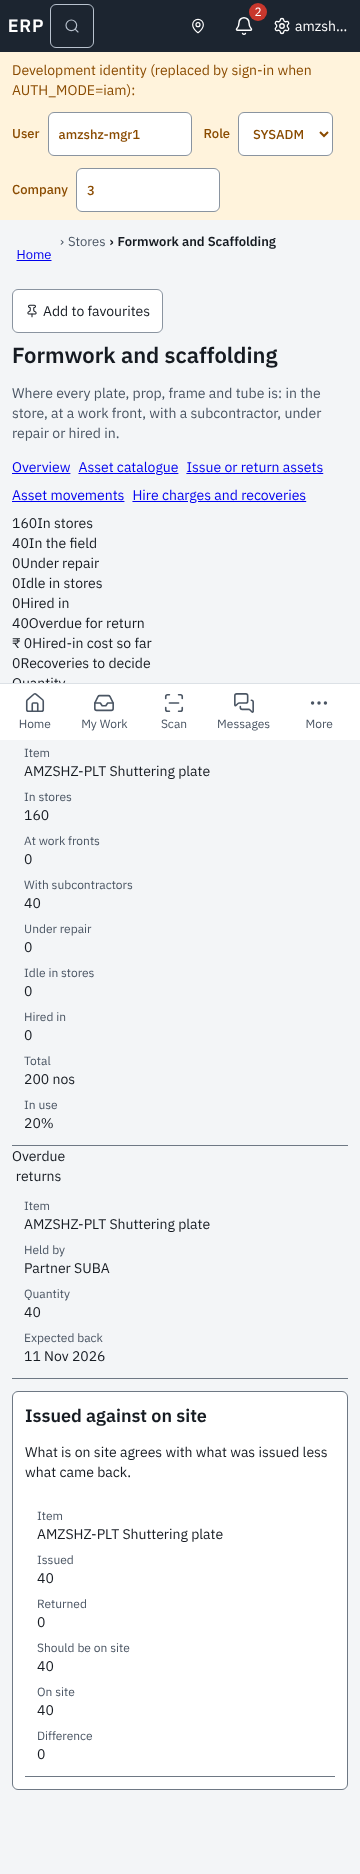 ERP
2
amzsh...
Development identity (replaced by sign-in when
AUTH_MODE=iam):
User amzshz-mgr1 Role SYSADM
Company 3
Home › Stores › Formwork and Scaffolding
Add to favourites
Formwork and scaffolding
Where every plate, prop, frame and tube is: in the
store, at a work front, with a subcontractor, under
repair or hired in.
Overview Asset catalogue Issue or return assets
Asset movements Hire charges and recoveries
160In stores
40In the field
0Under repair
0Idle in stores
0Hired in
40Overdue for return
₹ 0Hired-in cost so far
0Recoveries to decide
Quantity
Home My Work Scan Messages More
Item
AMZSHZ-PLT Shuttering plate
In stores
160
At work fronts
0
With subcontractors
40
Under repair
0
Idle in stores
0
Hired in
0
Total
200 nos
In use
20%
Overdue
returns
Item
AMZSHZ-PLT Shuttering plate
Held by
Partner SUBA
Quantity
40
Expected back
11 Nov 2026
Issued against on site
What is on site agrees with what was issued less
what came back.
Item
AMZSHZ-PLT Shuttering plate
Issued
40
Returned
0
Should be on site
40
On site
40
Difference
0